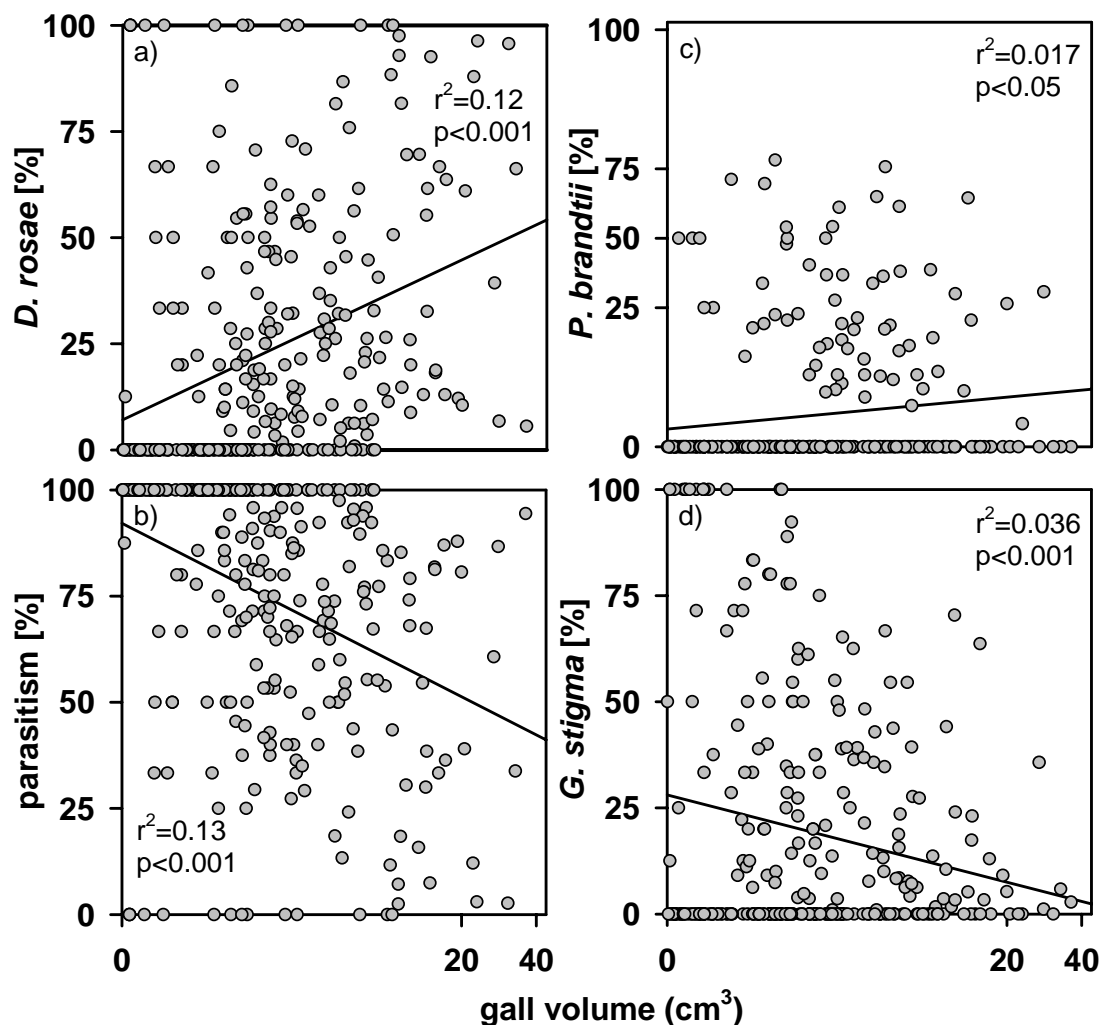 a)
r²=0.12
p<0.001
D. rosae [%]
100
75
50
25
0
c)
r²=0.017
p<0.05
P. brandtii [%]
100
75
50
25
0
b)
r²=0.13
p<0.001
parasitism [%]
100
75
50
25
0
d)
r²=0.036
p<0.001
G. stigma [%]
100
75
50
25
0
0 20 40
0 20 40
gall volume (cm³)